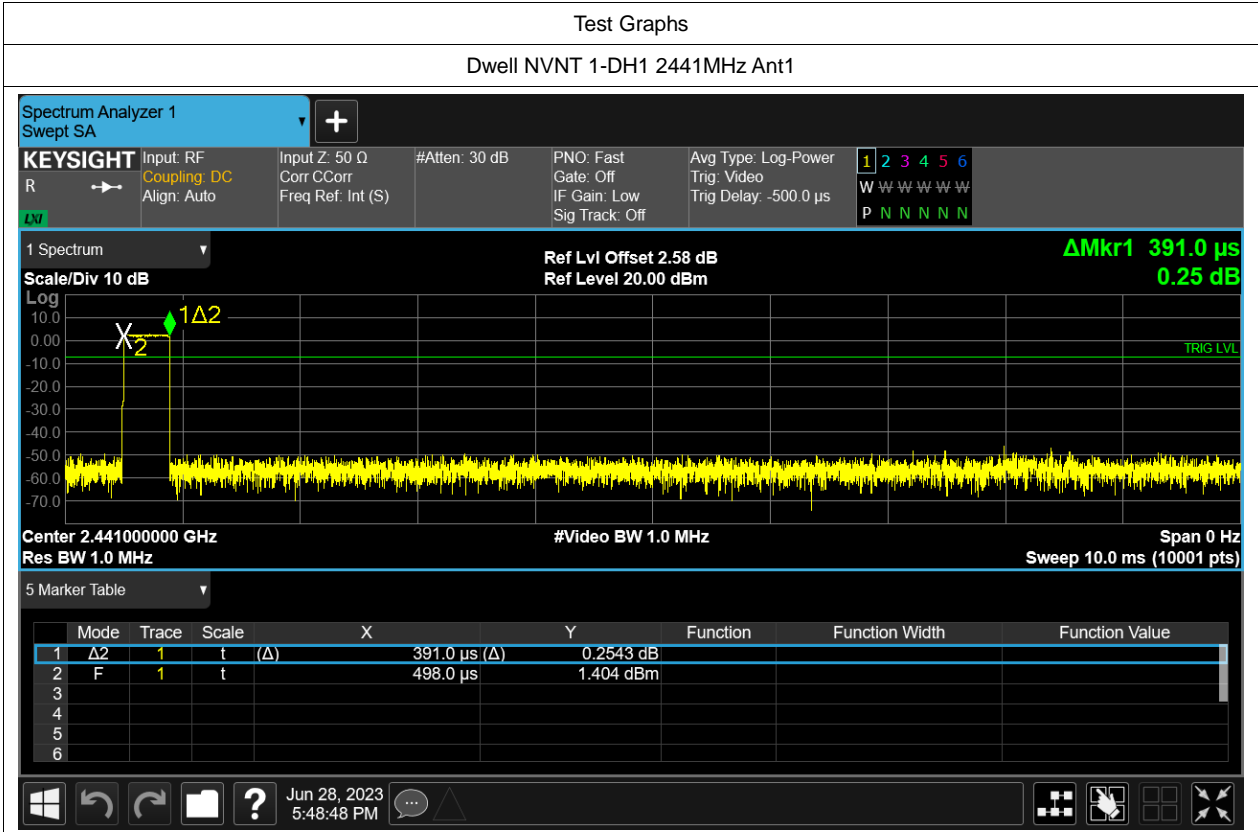 Test Graphs
Dwell NVNT 1-DH1 2441MHz Ant1
Spectrum Analyzer 1
Swept SA
+
KEYSIGHT Input: RF Input Z: 50 Ω #Atten: 30 dB PNO: Fast Avg Type: Log-Power 1 2 3 4 5 6
R Coupling: DC Corr CCorr Gate: Off Trig: Video W W W W W W
Align: Auto Freq Ref: Int (S) IF Gain: Low Trig Delay: -500.0 µs
LXI Sig Track: Off P N N N N N
1 Spectrum Ref Lvl Offset 2.58 dB ΔMkr1 391.0 µs
Scale/Div 10 dB Ref Level 20.00 dBm 0.25 dB
Log
10.0 1Δ2
0.00 X 2
TRIG LVL
-10.0
-20.0
-30.0
-40.0
-50.0
-60.0
-70.0
Center 2.441000000 GHz #Video BW 1.0 MHz Span 0 Hz
Res BW 1.0 MHz Sweep 10.0 ms (10001 pts)
5 Marker Table
Mode Trace Scale X Y Function Function Width Function Value
1 Δ2 1 t (Δ) 391.0 µs (Δ) 0.2543 dB
2 F 1 t 498.0 µs 1.404 dBm
3
4
5
6
? Jun 28, 2023
5:48:48 PM